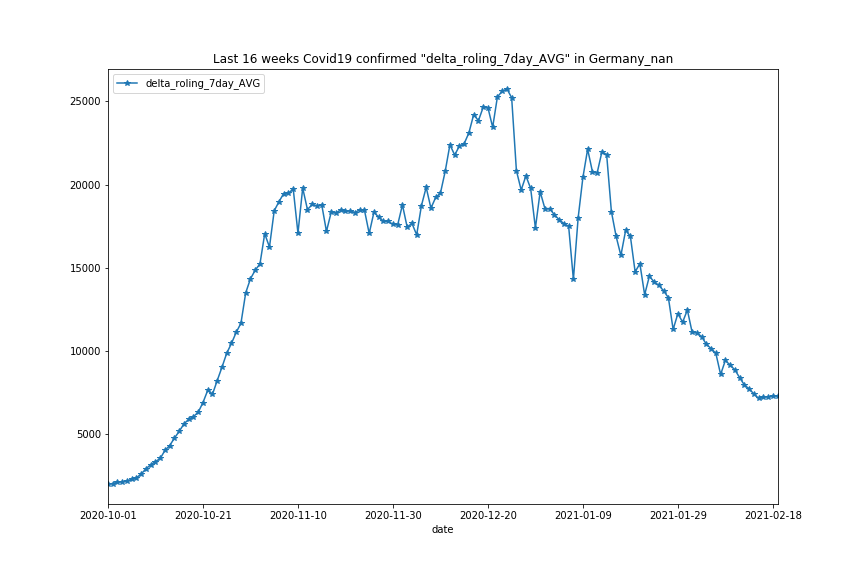 Last 16 weeks Covid19 confirmed "delta_roling_7day_AVG" in Germany_nan
delta_roling_7day_AVG
25000
20000
15000
10000
5000
2020-10-01 2020-10-21 2020-11-10 2020-11-30 2020-12-20 2021-01-09 2021-01-29 2021-02-18
date